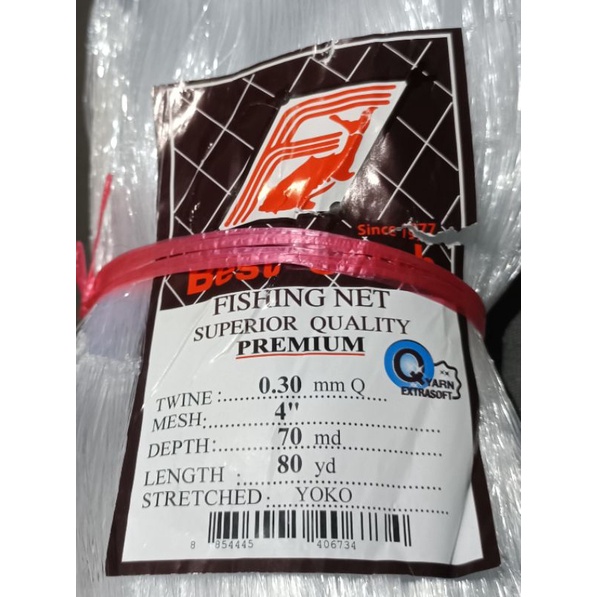 Since 1977
Best
FISHING NET
SUPERIOR QUALITY
PREMIUM
Q YARN
EXTRASOFT
TWINE: 0.30 mm Q
MESH: 4"
DEPTH: 70 md
LENGTH: 80 yd
STRETCHED: YOKO
8 854445 406734